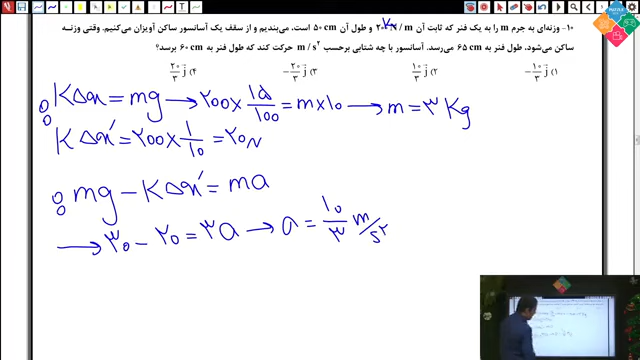 ۱۰- وزنه‌ای به جرم m را به یک فنر که ثابت آن ۲۰۰ N/m و طول آن ۵۰ cm است، می‌بندیم و از سقف یک آسانسور ساکن آویزان می‌کنیم. وقتی وزنه
ساکن می‌شود، طول فنر به ۶۵ cm می‌رسد. آسانسور با چه شتابی برحسب m/s² حرکت کند که طول فنر به ۶۰ cm برسد؟
۱) -۱۰/۳ j ۲) ۱۰/۳ j ۳) -۲۰/۳ j ۴) ۲۰/۳ j
KΔx = mg → ۲۰۰ × ۱۵/۱۰۰ = m × ۱۰ → m = ۳ Kg
KΔx' = ۲۰۰ × ۱/۱۰ = ۲۰ N
mg - KΔx' = ma
→ ۳۰ - ۲۰ = ۳a → a = ۱۰/۳ m/s²